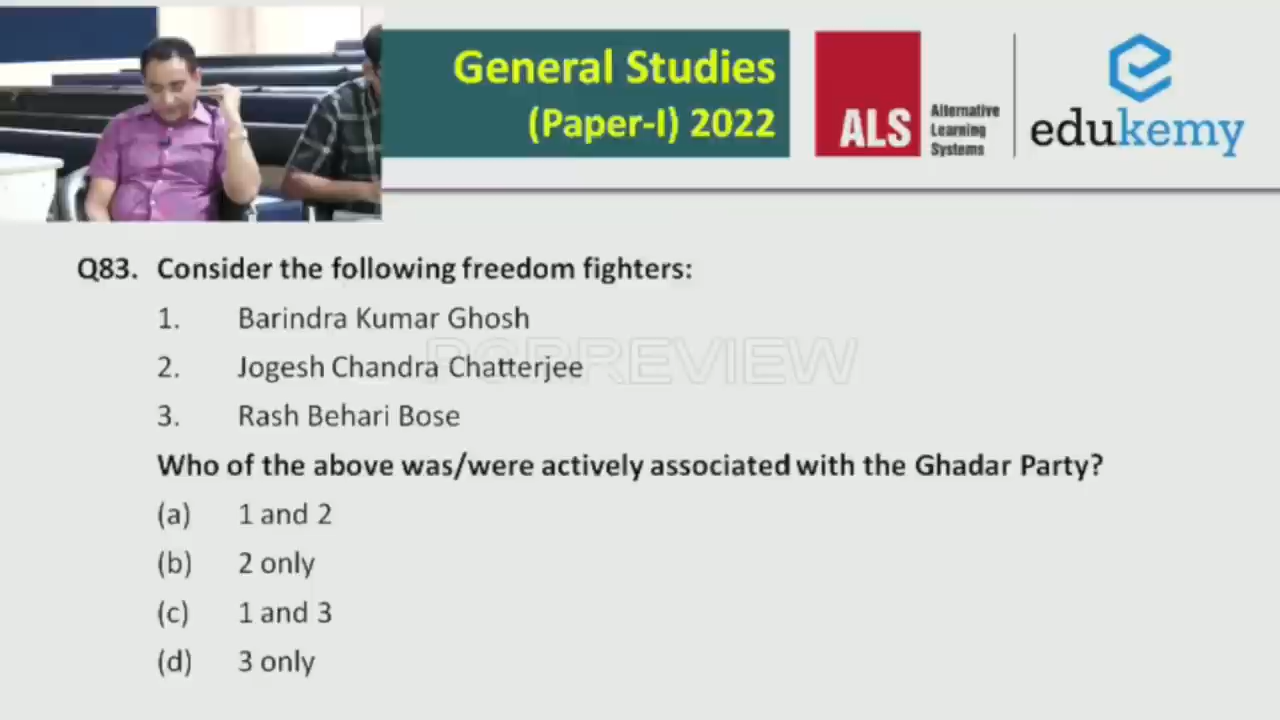 General Studies
(Paper-I) 2022
ALS
Alternative
Learning
Systems
edukemy
Q83. Consider the following freedom fighters:
1. Barindra Kumar Ghosh
PCPREVIEW
2. Jogesh Chandra Chatterjee
3. Rash Behari Bose
Who of the above was/were actively associated with the Ghadar Party?
(a) 1 and 2
(b) 2 only
(c) 1 and 3
(d) 3 only